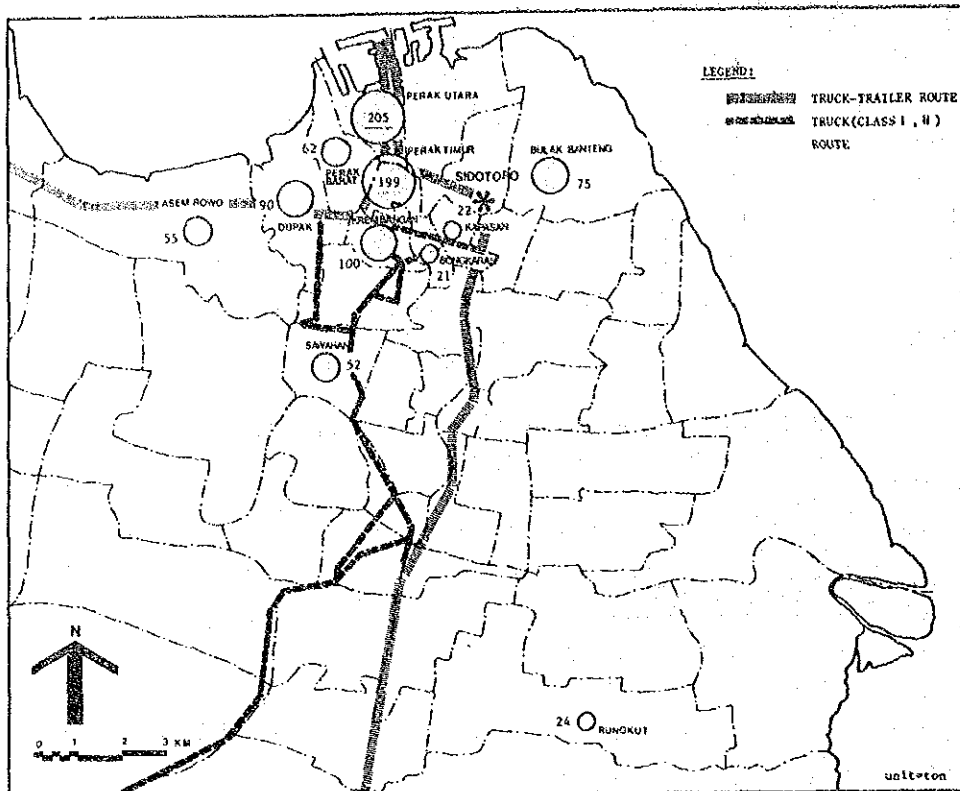 LEGEND:
TRUCK-TRAILER ROUTE
TRUCK(CLASS I , II)
ROUTE
PERAK UTARA
205
PERAK TIMUR
62
PERAK
BARAT
199
BULAK BANTENG
75
SIDOTOPO
ASEM ROWO
90
55
DUPAK
KREMBANGAN
100
22
KAPASAN
BONGKARAN
21
SAWAHAN
52
N
0 1 2 3 KM
24
RUNGKUT
unit=ton